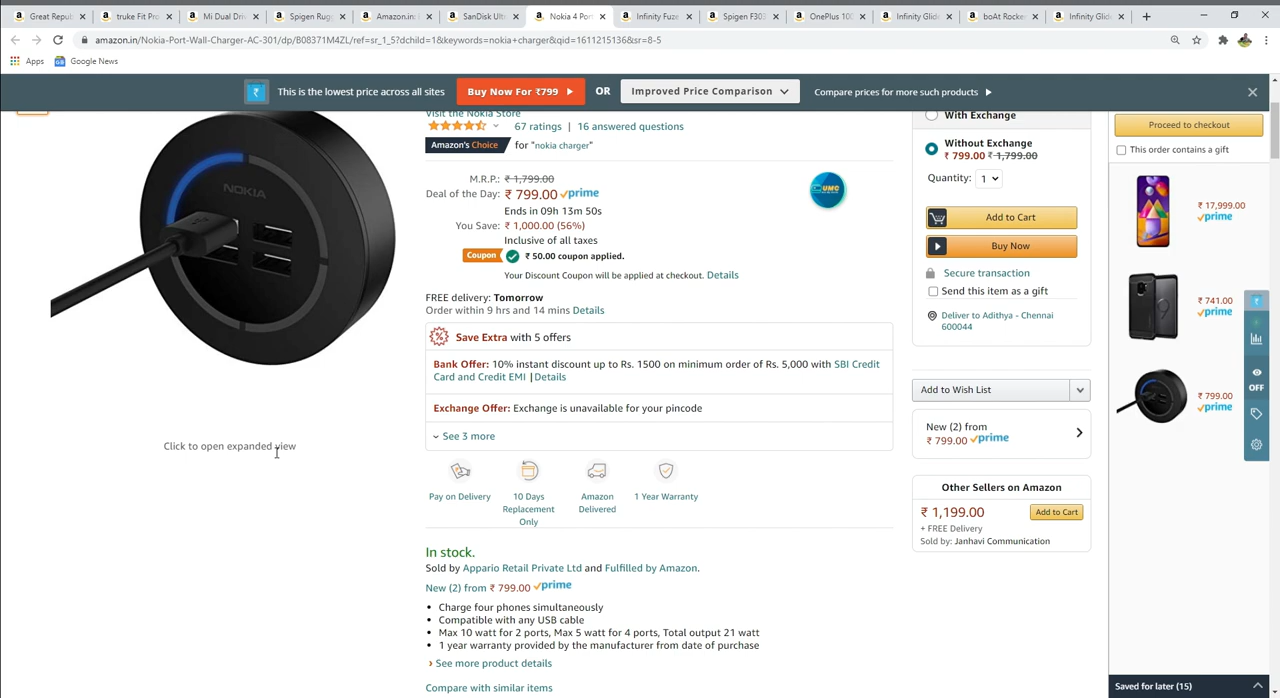 Great Repul
truke Fit Pro
Mi Dual Driv
Spigen Rugg
Amazon.in:
SanDisk Ult
Nokia 4 Port
Infinity Fuze
Spigen F303
OnePlus 100
Infinity Glide
boAt Rocker
Infinity Glide
amazon.in/Nokia-Port-Wall-Charger-AC-301/dp/B08371M4ZL/ref=sr_1_5?dchild=1&keywords=nokia+charger&qid=1611215136&sr=8-5
Apps
Google News
This is the lowest price across all sites
Buy Now For ₹799
OR
Improved Price Comparison
Compare prices for more such products
Visit the Nokia Store
67 ratings | 16 answered questions
Amazon's Choice for "nokia charger"
NOKIA
M.R.P.: ₹ 1,799.00
Deal of the Day: ₹ 799.00 prime
Ends in 09h 13m 50s
You Save: ₹ 1,000.00 (56%)
Inclusive of all taxes
Coupon ₹ 50.00 coupon applied.
Your Discount Coupon will be applied at checkout. Details
UMC
FREE delivery: Tomorrow
Order within 9 hrs and 14 mins Details
Save Extra with 5 offers
Bank Offer: 10% instant discount up to Rs. 1500 on minimum order of Rs. 5,000 with SBI Credit
Card and Credit EMI | Details
Exchange Offer: Exchange is unavailable for your pincode
See 3 more
Click to open expanded view
Pay on Delivery
10 Days
Replacement
Only
Amazon
Delivered
1 Year Warranty
In stock.
Sold by Appario Retail Private Ltd and Fulfilled by Amazon.
New (2) from ₹ 799.00 prime
• Charge four phones simultaneously
• Compatible with any USB cable
• Max 10 watt for 2 ports, Max 5 watt for 4 ports, Total output 21 watt
• 1 year warranty provided by the manufacturer from date of purchase
› See more product details
Compare with similar items
With Exchange
Without Exchange
₹ 799.00 ₹ 1,799.00
Quantity: 1
Add to Cart
Buy Now
Secure transaction
Send this item as a gift
Deliver to Adithya - Chennai
600044
Add to Wish List
New (2) from
₹ 799.00 prime
Other Sellers on Amazon
₹ 1,199.00
Add to Cart
+ FREE Delivery
Sold by: Janhavi Communication
Proceed to checkout
This order contains a gift
₹ 17,999.00
prime
₹ 741.00
prime
₹ 799.00
prime
OFF
Saved for later (15)